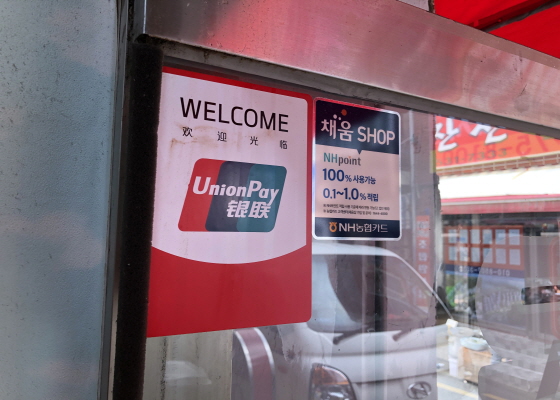 WELCOME
欢迎光临
UnionPay
银联
채움 SHOP
NHpoint
100% 사용가능
0.1~1.0% 적립
NH농협카드